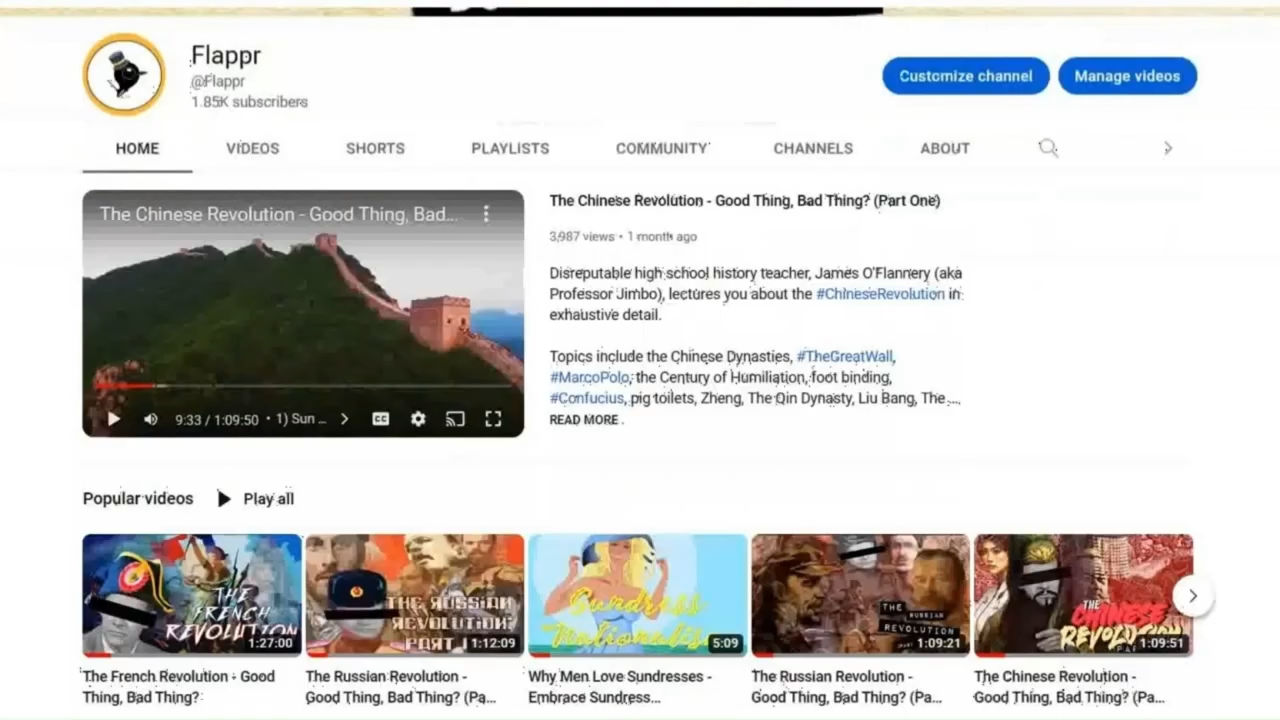 Flappr
@Flappr
1.85K subscribers
Customize channel
Manage videos
HOME
VIDEOS
SHORTS
PLAYLISTS
COMMUNITY
CHANNELS
ABOUT
The Chinese Revolution - Good Thing, Bad...
9:33 / 1:09:50 • 1) Sun ...
CC
The Chinese Revolution - Good Thing, Bad Thing? (Part One)
3,987 views • 1 month ago
Disreputable high school history teacher, James O'Flannery (aka
Professor Jimbo), lectures you about the #ChineseRevolution in
exhaustive detail.
Topics include the Chinese Dynasties, #TheGreatWall,
#MarcoPolo, the Century of Humiliation, foot binding,
#Confucius, pig toilets, Zheng, The Qin Dynasty, Liu Bang, The ...
READ MORE
Popular videos
Play all
THE
FRENCH
REVOLUTION
1:27:00
The French Revolution - Good
Thing, Bad Thing?
THE RUSSIAN
REVOLUTION:
PART 1
1:12:09
The Russian Revolution -
Good Thing, Bad Thing? (Pa...
Sundress
Nationalism
5:09
Why Men Love Sundresses -
Embrace Sundress...
THE RUSSIAN
REVOLUTION
1:09:21
The Russian Revolution -
Good Thing, Bad Thing? (Pa...
THE
CHINESE
REVOLUTION
1:09:51
The Chinese Revolution -
Good Thing, Bad Thing? (Pa...